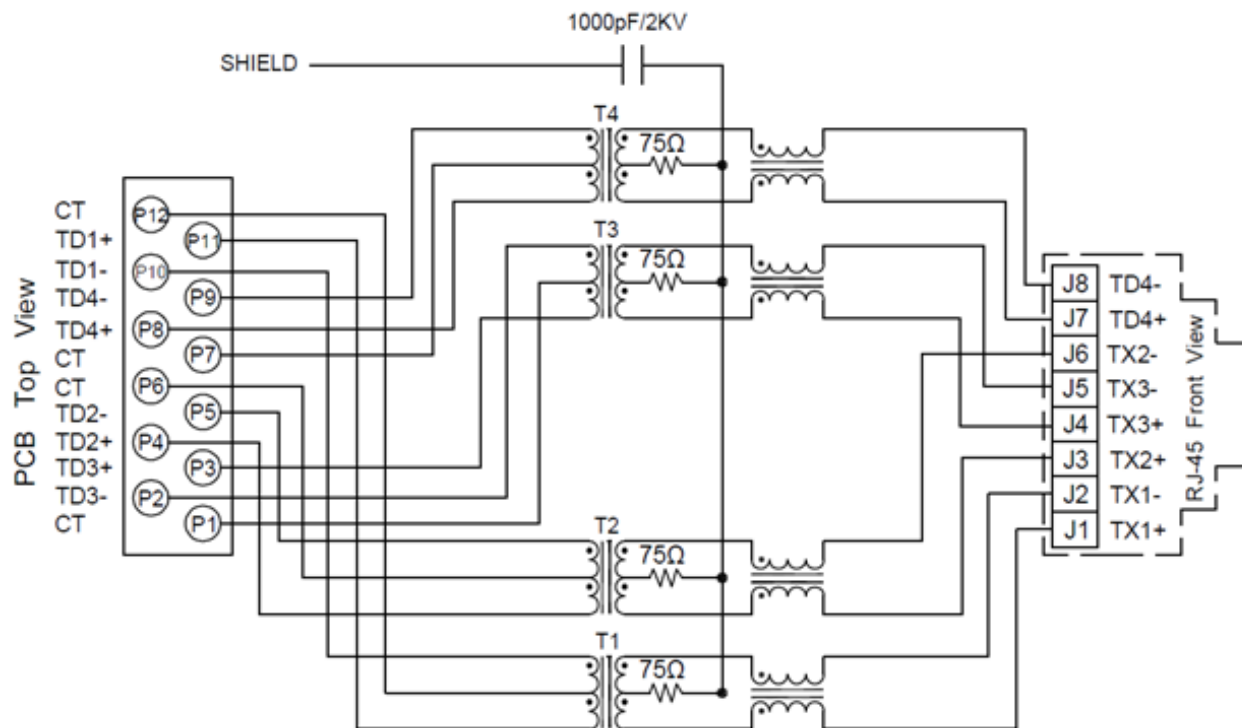 1000pF/2KV
SHIELD
T4
75Ω
T3
75Ω
T2
75Ω
T1
75Ω
PCB Top View
CT P12
TD1+ P11
TD1- P10
TD4- P9
TD4+ P8
CT P7
CT P6
TD2- P5
TD2+ P4
TD3+ P3
TD3- P2
CT P1
J8 TD4-
J7 TD4+
J6 TX2-
J5 TX3-
J4 TX3+
J3 TX2+
J2 TX1-
J1 TX1+
RJ-45 Front View